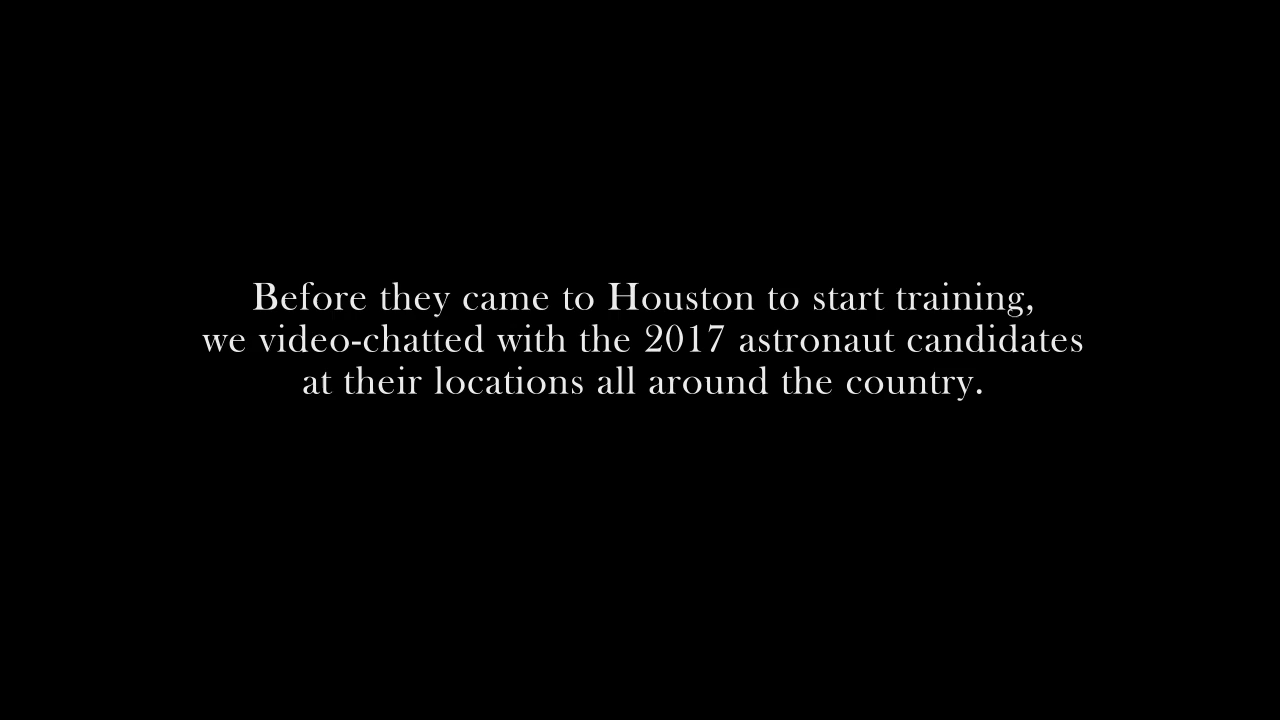 Before they came to Houston to start training,
we video-chatted with the 2017 astronaut candidates
at their locations all around the country.